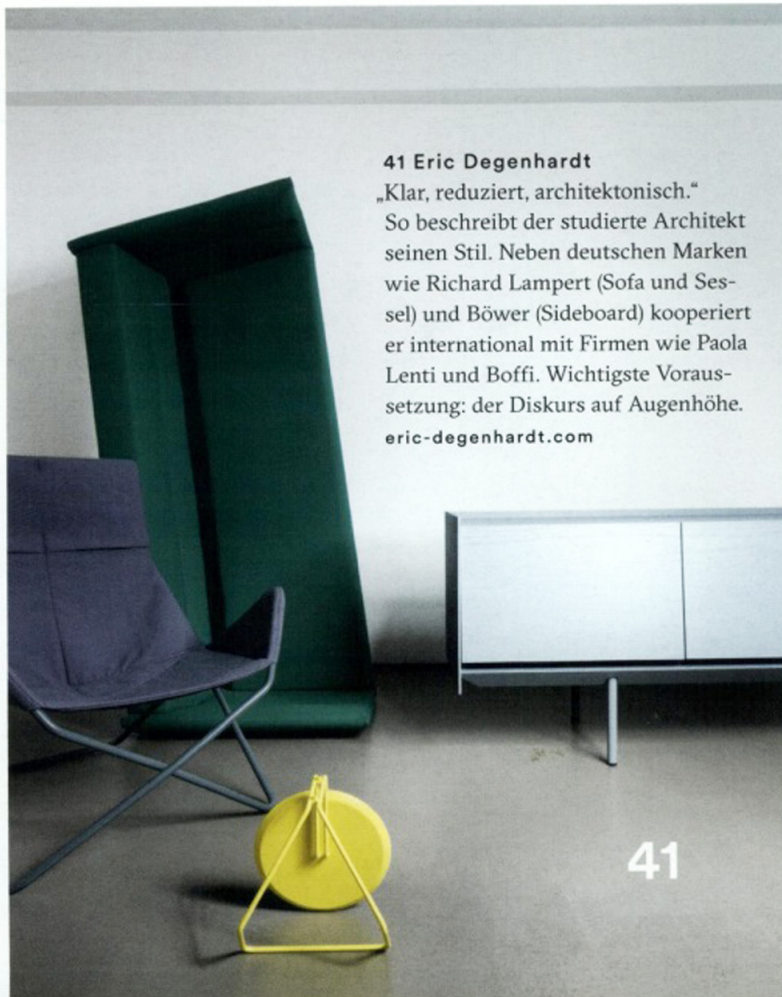 41 Eric Degenhardt
„Klar, reduziert, architektonisch.“
So beschreibt der studierte Architekt
seinen Stil. Neben deutschen Marken
wie Richard Lampert (Sofa und Ses-
sel) und Böwer (Sideboard) kooperiert
er international mit Firmen wie Paola
Lenti und Boffi. Wichtigste Voraus-
setzung: der Diskurs auf Augenhöhe.
eric-degenhardt.com
41